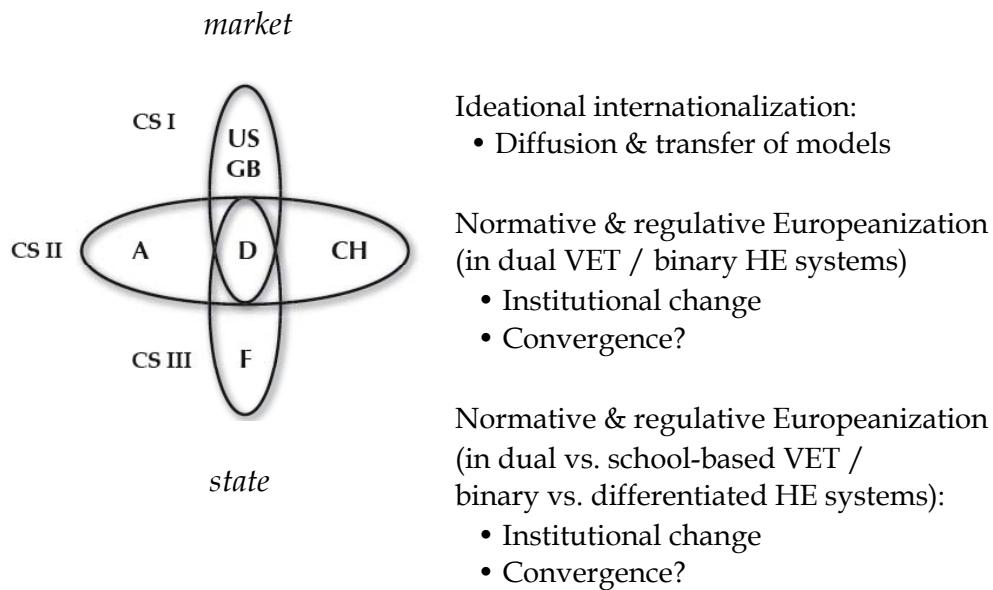 market
CS I
US
GB
CS II
A
D
CH
CS III
F
state
Ideational internationalization:
• Diffusion & transfer of models
Normative & regulative Europeanization
(in dual VET / binary HE systems)
• Institutional change
• Convergence?
Normative & regulative Europeanization
(in dual vs. school-based VET /
binary vs. differentiated HE systems):
• Institutional change
• Convergence?